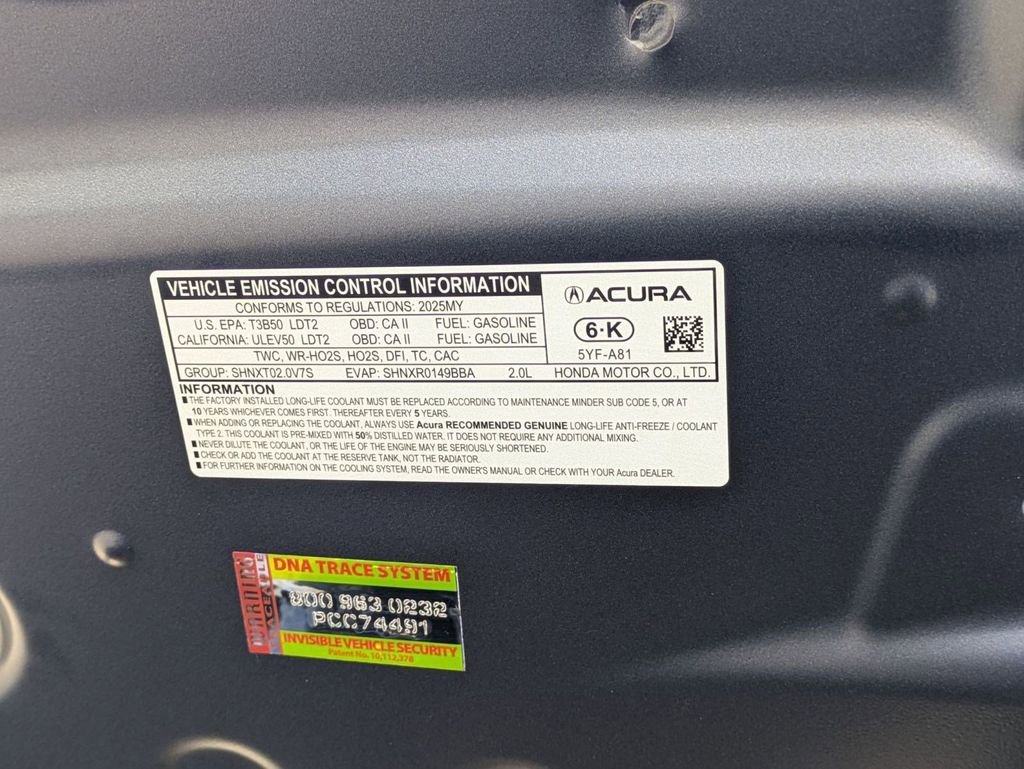 VEHICLE EMISSION CONTROL INFORMATION
CONFORMS TO REGULATIONS: 2025MY
U.S. EPA: T3B50 LDT2 OBD: CA II FUEL: GASOLINE
CALIFORNIA: ULEV50 LDT2 OBD: CA II FUEL: GASOLINE
TWC, WR-HO2S, HO2S, DFI, TC, CAC
GROUP: SHNXT02.0V7S EVAP: SHNXR0149BBA 2.0L
ACURA
6·K
5YF-A81
HONDA MOTOR CO., LTD.
INFORMATION
■ THE FACTORY INSTALLED LONG-LIFE COOLANT MUST BE REPLACED ACCORDING TO MAINTENANCE MINDER SUB CODE 5, OR AT
10 YEARS WHICHEVER COMES FIRST. THEREAFTER EVERY 5 YEARS.
■ WHEN ADDING OR REPLACING THE COOLANT, ALWAYS USE Acura RECOMMENDED GENUINE LONG-LIFE ANTI-FREEZE / COOLANT
TYPE 2. THIS COOLANT IS PRE-MIXED WITH 50% DISTILLED WATER. IT DOES NOT REQUIRE ANY ADDITIONAL MIXING.
■ NEVER DILUTE THE COOLANT, OR THE LIFE OF THE ENGINE MAY BE SERIOUSLY SHORTENED.
■ CHECK OR ADD THE COOLANT AT THE RESERVE TANK, NOT THE RADIATOR.
■ FOR FURTHER INFORMATION ON THE COOLING SYSTEM, READ THE OWNER'S MANUAL OR CHECK WITH YOUR Acura DEALER.
WARNING
TRACEABLE
DNA TRACE SYSTEM
800 963 0232
PCC74491
INVISIBLE VEHICLE SECURITY
Patent No. 10,112,378